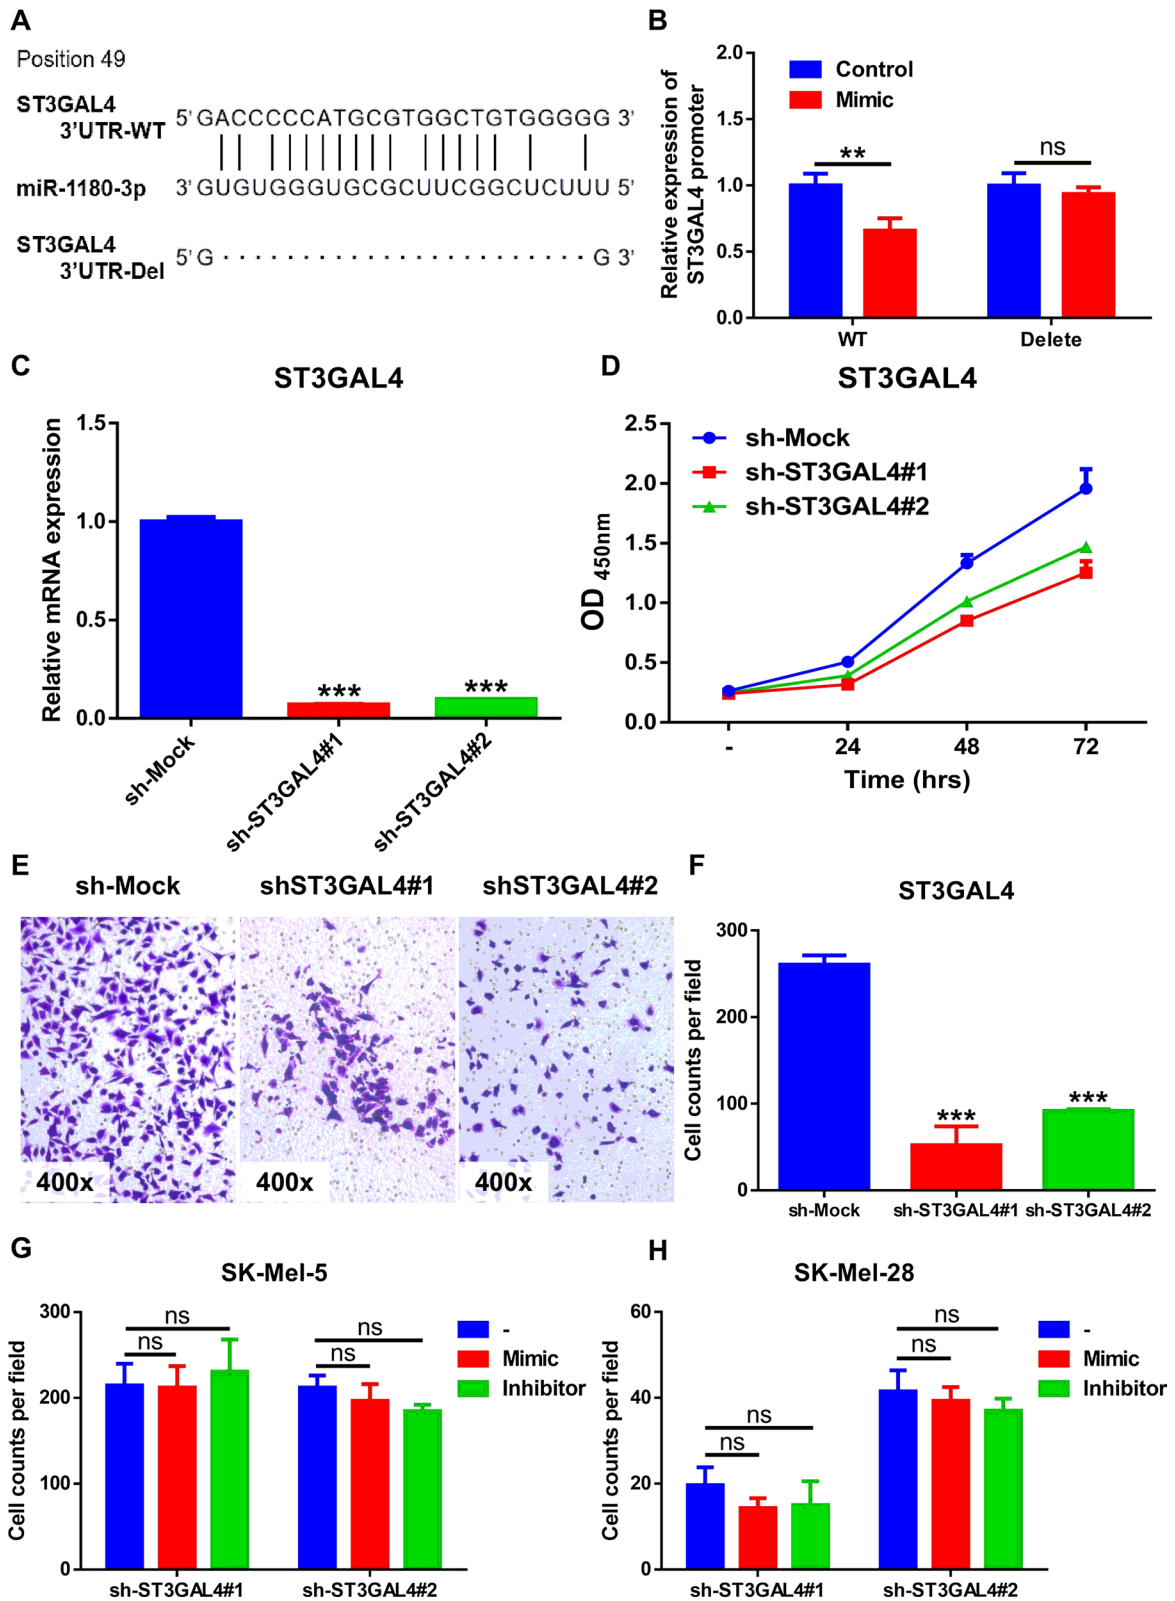 A
Position 49
ST3GAL4
3'UTR-WT
5' GACCCCCATGCGTGGCTGTGGGGG 3'
miR-1180-3p
3' GUGUGGGUGCGCUUCGGCUCUUU 5'
ST3GAL4
3'UTR-Del
5' G · · · · · · · · · · · · · · · · · · · · · · G 3'
B
Relative expression of
ST3GAL4 promoter
2.0
1.5
1.0
0.5
0.0
Control
Mimic
**
ns
WT
Delete
C
ST3GAL4
Relative mRNA expression
1.5
1.0
0.5
0.0
***
***
sh-Mock
sh-ST3GAL4#1
sh-ST3GAL4#2
D
ST3GAL4
OD 450nm
2.5
2.0
1.5
1.0
0.5
0.0
sh-Mock
sh-ST3GAL4#1
sh-ST3GAL4#2
-
24
48
72
Time (hrs)
E
sh-Mock
shST3GAL4#1
shST3GAL4#2
400x
400x
400x
F
ST3GAL4
Cell counts per field
300
200
100
0
***
***
sh-Mock
sh-ST3GAL4#1
sh-ST3GAL4#2
G
SK-Mel-5
Cell counts per field
300
200
100
0
ns
ns
ns
ns
-
Mimic
Inhibitor
sh-ST3GAL4#1
sh-ST3GAL4#2
H
SK-Mel-28
Cell counts per field
60
40
20
0
ns
ns
ns
ns
-
Mimic
Inhibitor
sh-ST3GAL4#1
sh-ST3GAL4#2